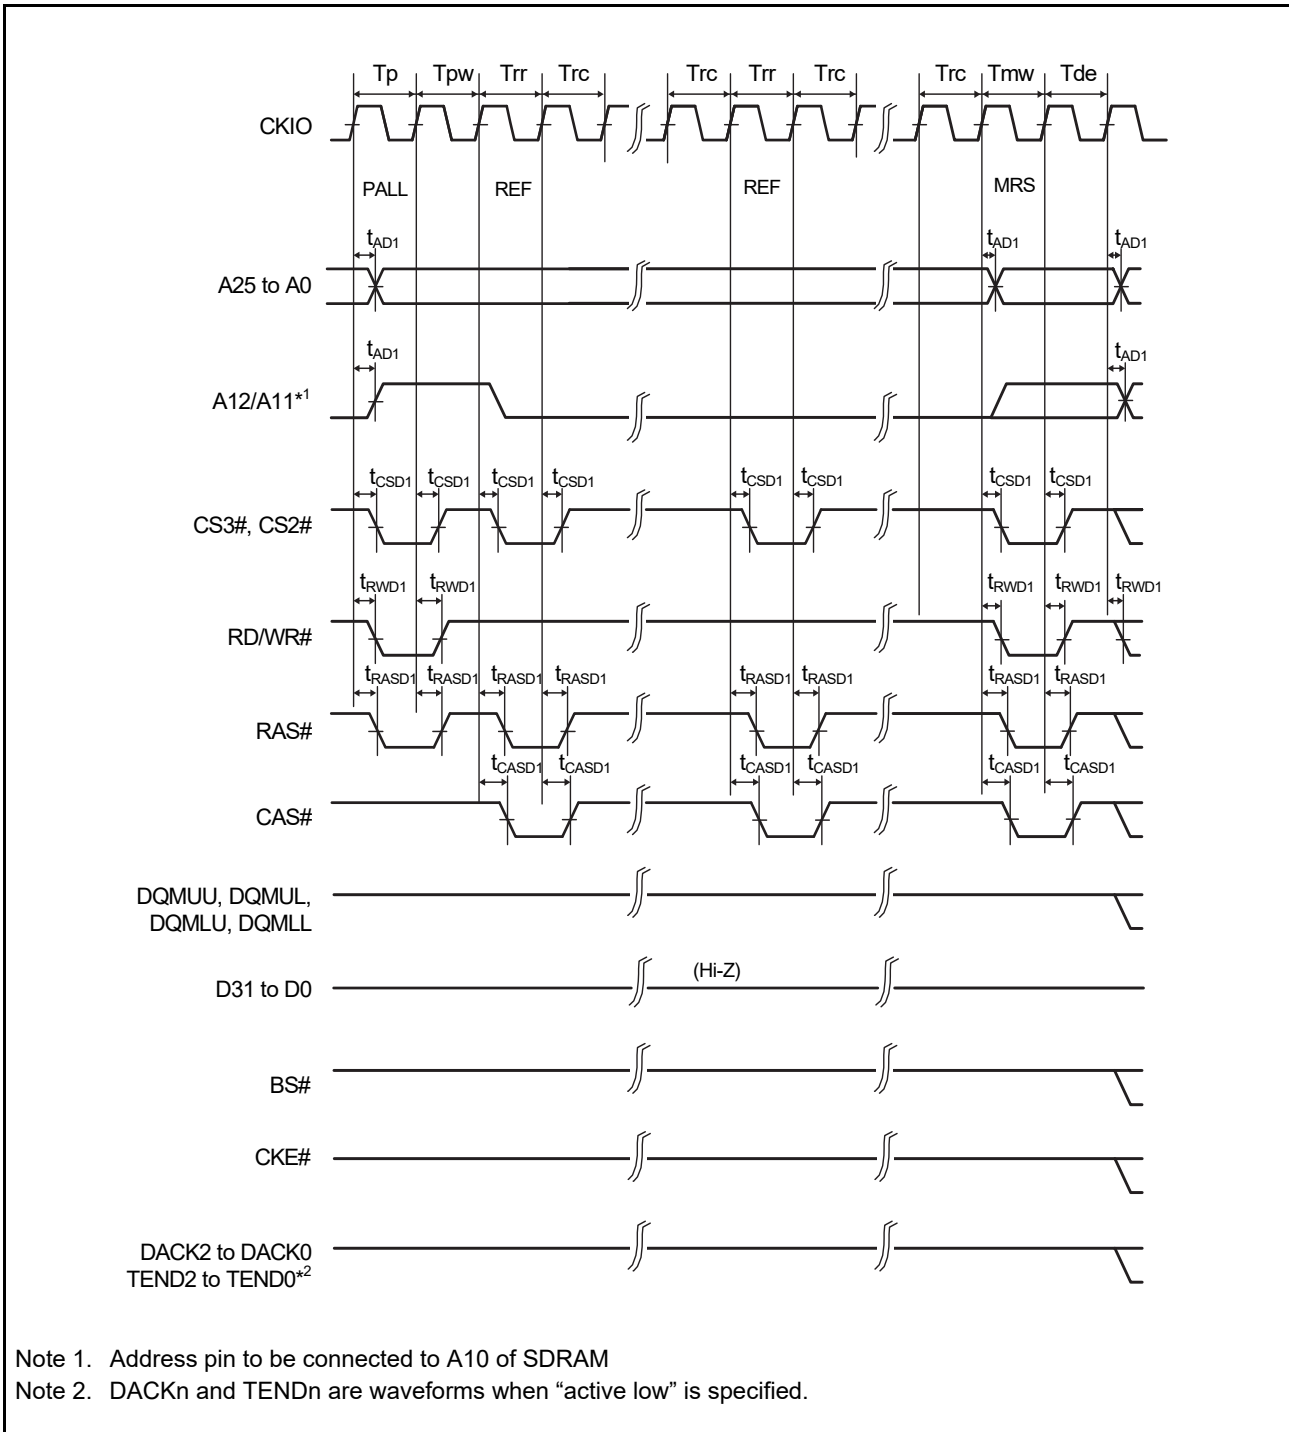 Tp Tpw Trr Trc Trc Trr Trc Trc Tmw Tde
CKIO
PALL REF REF MRS
tAD1 tAD1 tAD1
A25 to A0
tAD1 tAD1
A12/A11*1
tCSD1 tCSD1 tCSD1 tCSD1 tCSD1 tCSD1 tCSD1 tCSD1
CS3#, CS2#
tRWD1 tRWD1 tRWD1 tRWD1 tRWD1
RD/WR#
tRASD1 tRASD1 tRASD1 tRASD1 tRASD1 tRASD1 tRASD1 tRASD1
RAS#
tCASD1 tCASD1 tCASD1 tCASD1 tCASD1 tCASD1
CAS#
DQMUU, DQMUL,
DQMLU, DQMLL
(Hi-Z)
D31 to D0
BS#
CKE#
DACK2 to DACK0
TEND2 to TEND0*2
Note 1. Address pin to be connected to A10 of SDRAM
Note 2. DACKn and TENDn are waveforms when “active low” is specified.